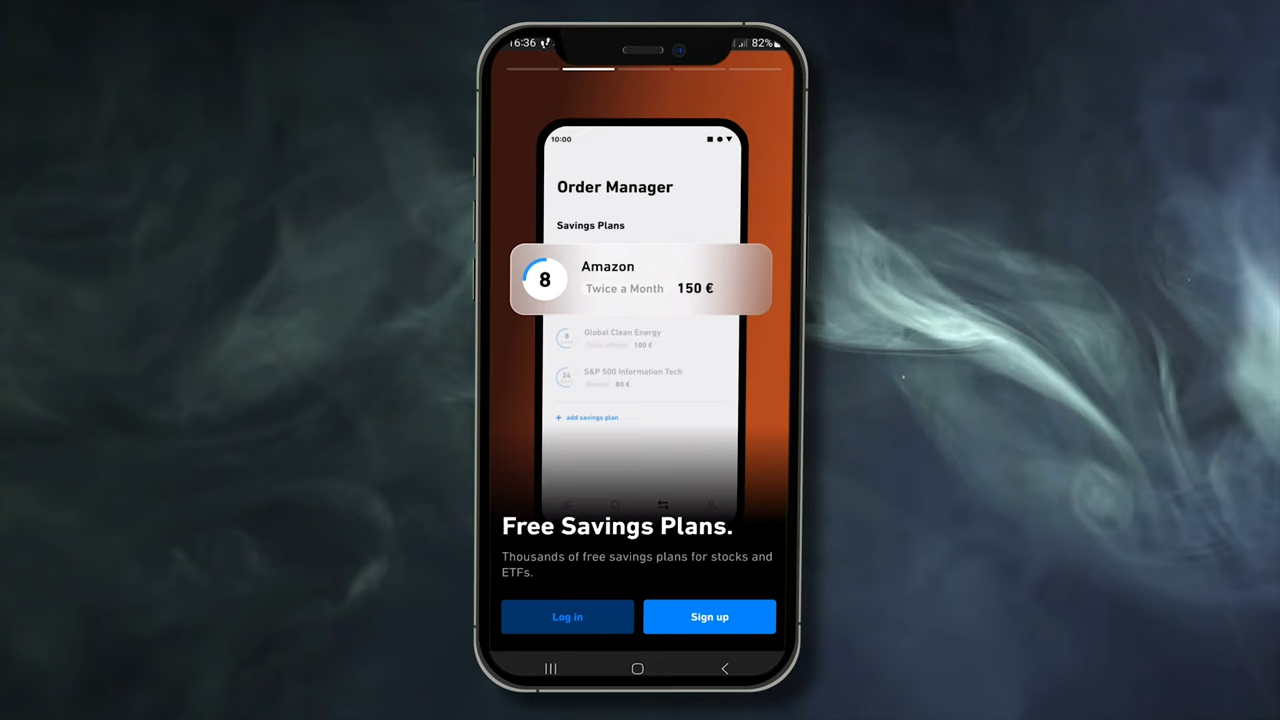 16:36 82%
10:00
Order Manager
Savings Plans
8
Amazon
Twice a Month 150 €
8
Global Clean Energy
Twice a Month 100 €
24
S&P 500 Information Tech
80 €
+ add savings plan
Free Savings Plans.
Thousands of free savings plans for stocks and
ETFs.
Log in Sign up